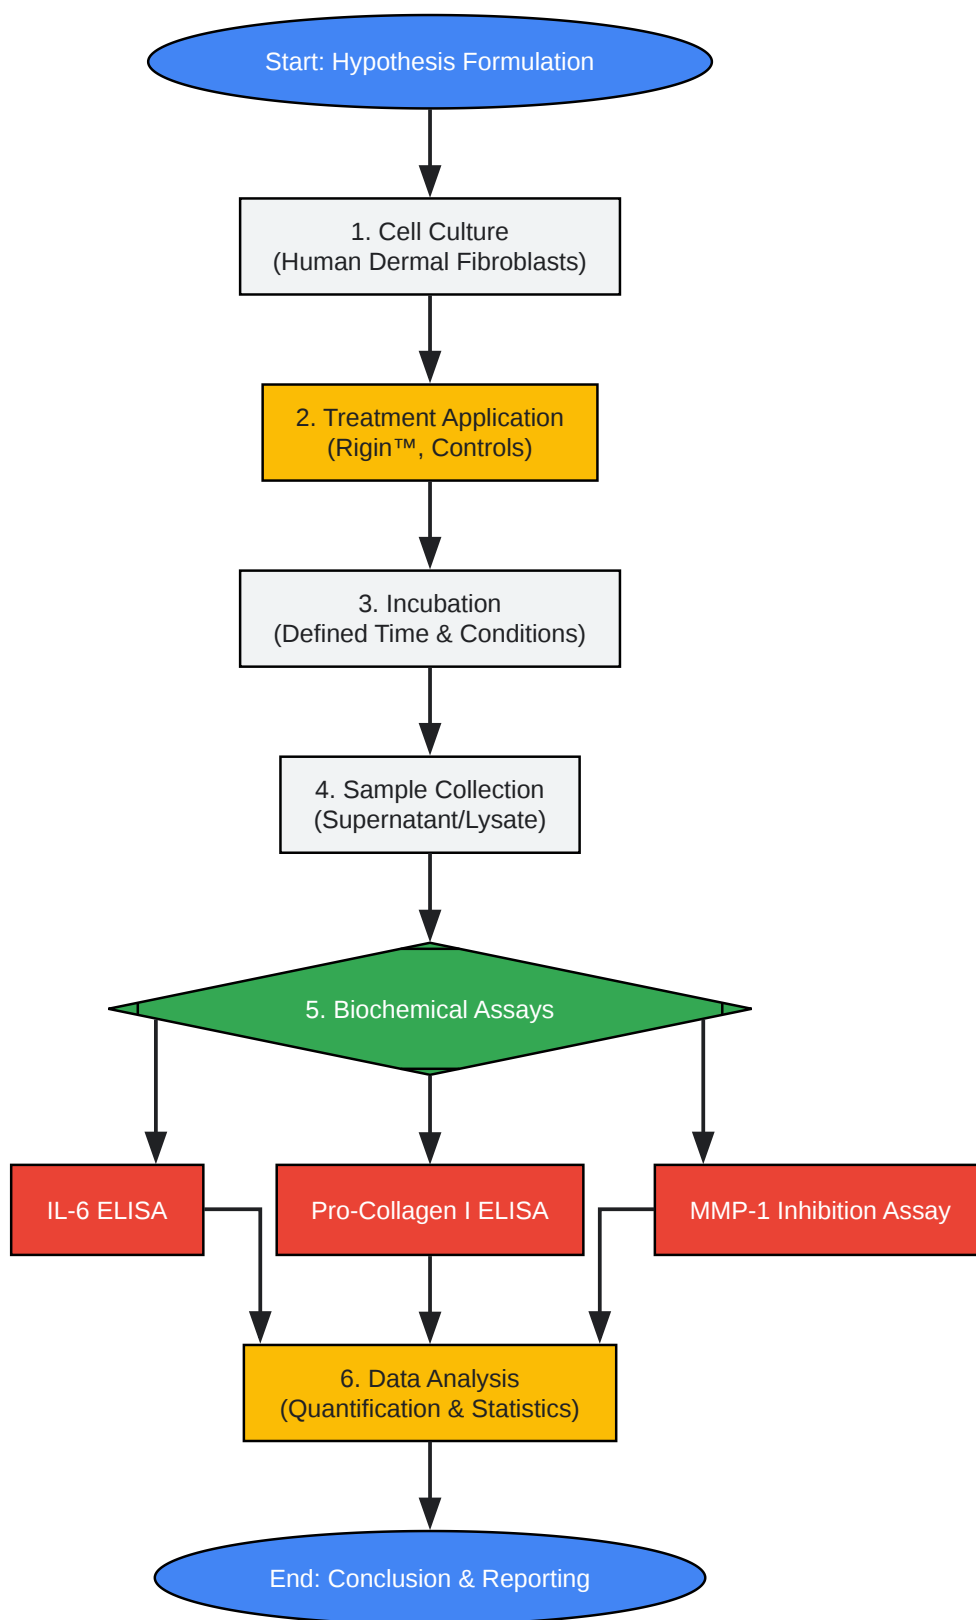 Start: Hypothesis Formulation
1. Cell Culture
(Human Dermal Fibroblasts)
2. Treatment Application
(Rigin™, Controls)
3. Incubation
(Defined Time & Conditions)
4. Sample Collection
(Supernatant/Lysate)
5. Biochemical Assays
IL-6 ELISA
Pro-Collagen I ELISA
MMP-1 Inhibition Assay
6. Data Analysis
(Quantification & Statistics)
End: Conclusion & Reporting